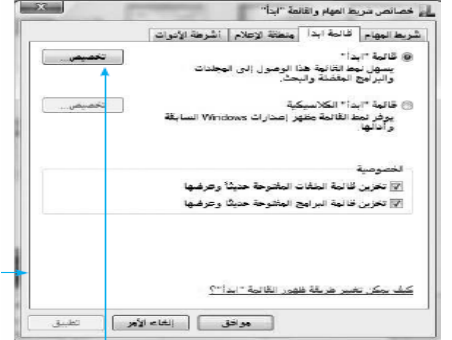 خصائص شريط المهام والقائمة "ابدأ"
شريط المهام قائمة ابدأ منطقة الإعلام أشرطة الأدوات
قائمة "ابدأ"
تخصيص...
يسهل نمط القائمة هذا الوصول إلى المجلدات
والبرامج المفضلة والبحث.
قائمة "ابدأ" الكلاسيكية
تخصيص...
يوفر نمط القائمة مظهر إصدارات Windows السابقة
وأدائها.
الخصوصية
تخزين قائمة الملفات المفتوحة حديثاً وعرضها
تخزين قائمة البرامج المفتوحة حديثاً وعرضها
كيف يمكن تغيير طريقة ظهور القائمة "ابدأ"؟
موافق إلغاء الأمر تطبيق